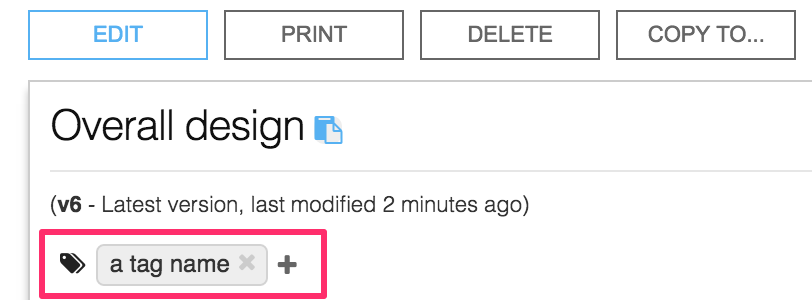 EDIT PRINT DELETE COPY TO...
Overall design
(v6 - Latest version, last modified 2 minutes ago)
a tag name